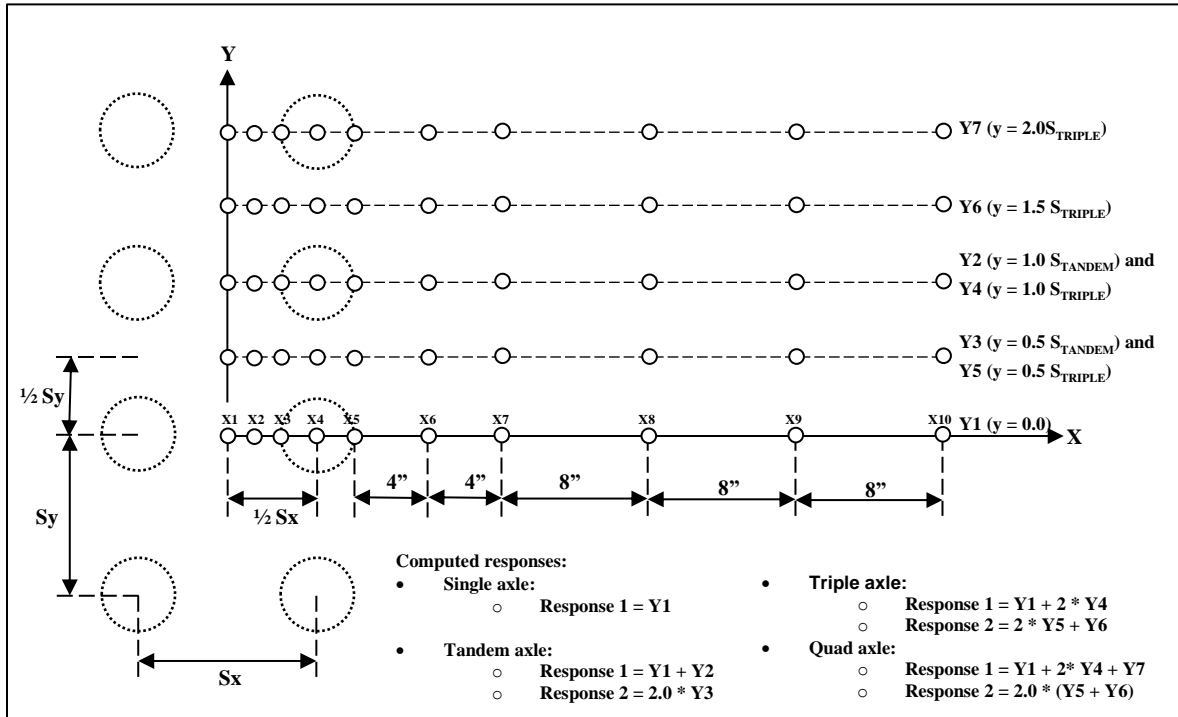 Y
Y7 (y = 2.0S_TRIPLE)
Y6 (y = 1.5 S_TRIPLE)
Y2 (y = 1.0 S_TANDEM) and
Y4 (y = 1.0 S_TRIPLE)
Y3 (y = 0.5 S_TANDEM) and
Y5 (y = 0.5 S_TRIPLE)
½ Sy
X1 X2 X3 X4 X5 X6 X7 X8 X9 X10
Y1 (y = 0.0)
X
4” 4” 8” 8” 8”
½ Sx
Sy
Sx
Computed responses:
• Single axle:
o Response 1 = Y1
• Tandem axle:
o Response 1 = Y1 + Y2
o Response 2 = 2.0 * Y3
• Triple axle:
o Response 1 = Y1 + 2 * Y4
o Response 2 = 2 * Y5 + Y6
• Quad axle:
o Response 1 = Y1 + 2* Y4 + Y7
o Response 2 = 2.0 * (Y5 + Y6)